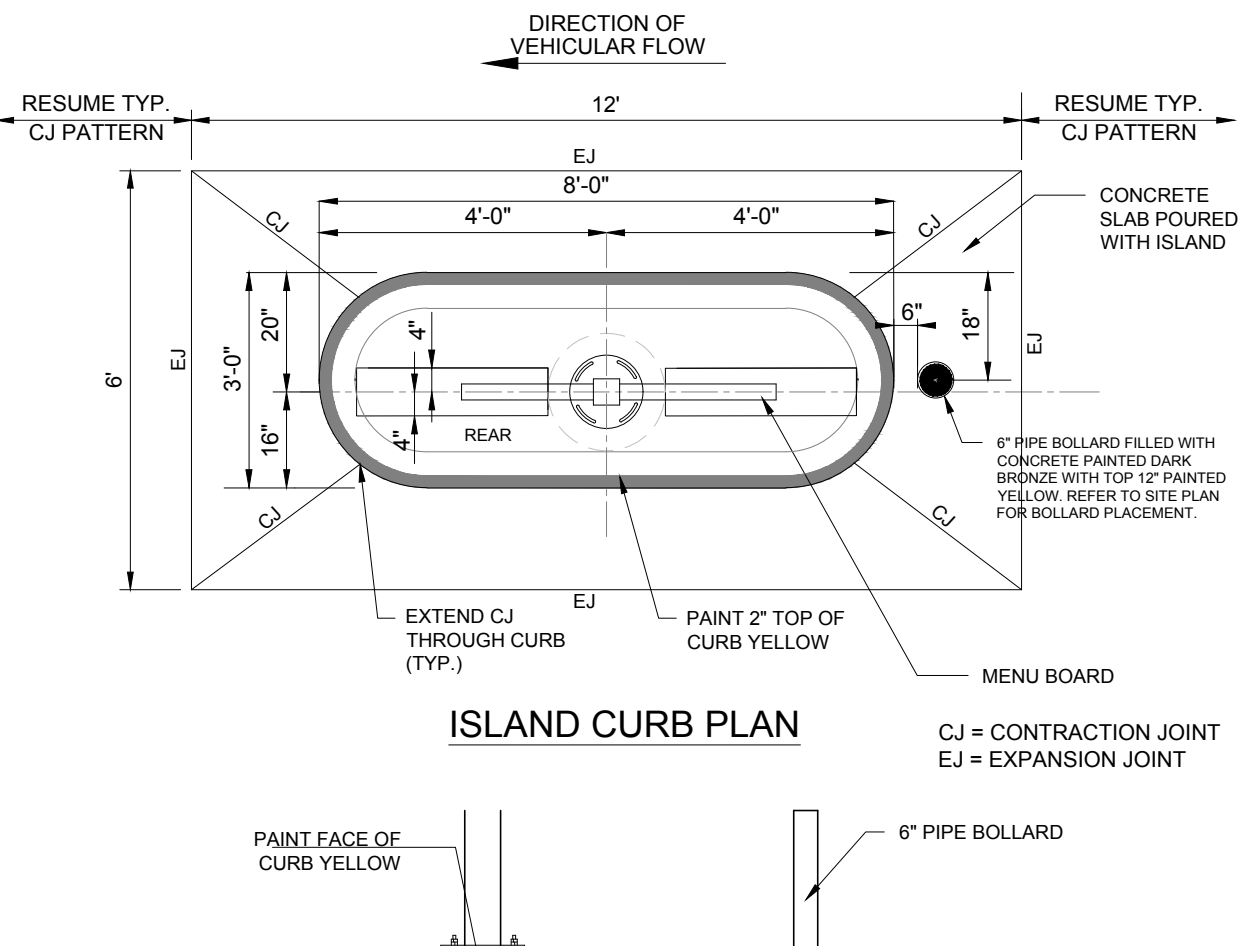 DIRECTION OF
VEHICULAR FLOW
RESUME TYP.
CJ PATTERN
12'
RESUME TYP.
CJ PATTERN
EJ
8'-0"
4'-0"
4'-0"
CJ
CJ
CONCRETE
SLAB POURED
WITH ISLAND
6'
EJ
3'-0"
20"
16"
4"
4"
REAR
6"
18"
EJ
6" PIPE BOLLARD FILLED WITH
CONCRETE PAINTED DARK
BRONZE WITH TOP 12" PAINTED
YELLOW. REFER TO SITE PLAN
FOR BOLLARD PLACEMENT.
CJ
CJ
EJ
EXTEND CJ
THROUGH CURB
(TYP.)
PAINT 2" TOP OF
CURB YELLOW
MENU BOARD
ISLAND CURB PLAN
CJ = CONTRACTION JOINT
EJ = EXPANSION JOINT
PAINT FACE OF
CURB YELLOW
6" PIPE BOLLARD